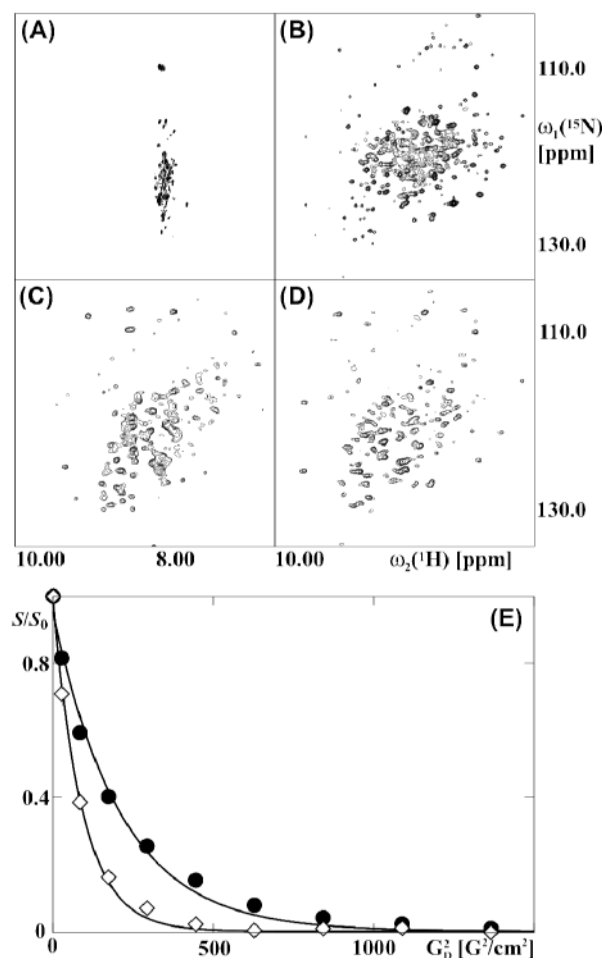 (A)
(B)
110.0
ω₁(¹⁵N)
[ppm]
130.0
(C)
(D)
110.0
130.0
10.00 8.00 10.00 ω₂(¹H) [ppm]
(E)
S/S₀
0.8
0.4
0
0 500 1000 G_D² [G²/cm²]